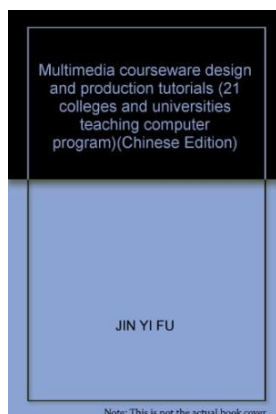 Multimedia courseware design
and production tutorials (21
colleges and universities
teaching computer
program)(Chinese Edition)
JIN YI FU
Note: This is not the actual book cover